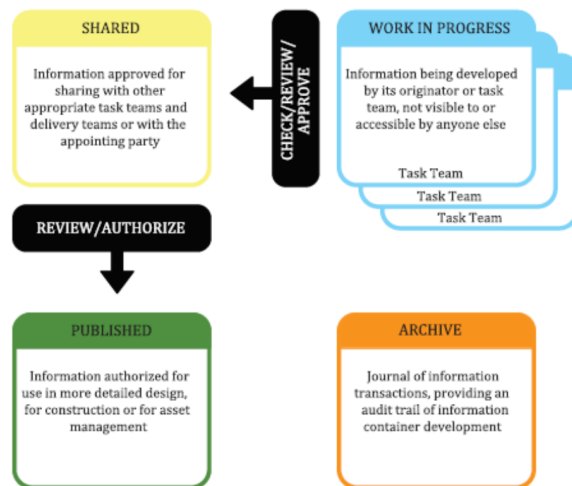 SHARED
Information approved for
sharing with other
appropriate task teams and
delivery teams or with the
appointing party
CHECK/REVIEW/
APPROVE
WORK IN PROGRESS
Information being developed
by its originator or task
team, not visible to or
accessible by anyone else
Task Team
Task Team
Task Team
REVIEW/AUTHORIZE
PUBLISHED
Information authorized for
use in more detailed design,
for construction or for asset
management
ARCHIVE
Journal of information
transactions, providing an
audit trail of information
container development